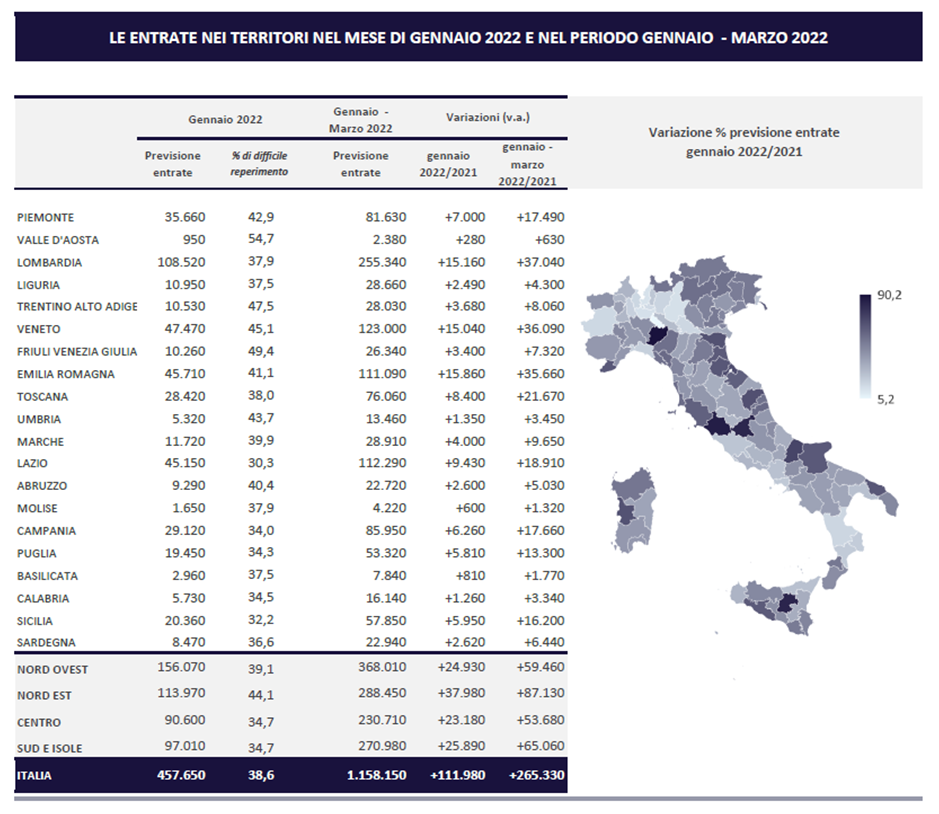 LE ENTRATE NEI TERRITORI NEL MESE DI GENNAIO 2022 E NEL PERIODO GENNAIO - MARZO 2022
Gennaio 2022 Gennaio - Marzo 2022 Variazioni (v.a.)
Previsione entrate % di difficile reperimento Previsione entrate gennaio 2022/2021 gennaio - marzo 2022/2021
Variazione % previsione entrate
gennaio 2022/2021
PIEMONTE 35.660 42,9 81.630 +7.000 +17.490
VALLE D'AOSTA 950 54,7 2.380 +280 +630
LOMBARDIA 108.520 37,9 255.340 +15.160 +37.040
LIGURIA 10.950 37,5 28.660 +2.490 +4.300
TRENTINO ALTO ADIGE 10.530 47,5 28.030 +3.680 +8.060
VENETO 47.470 45,1 123.000 +15.040 +36.090
FRIULI VENEZIA GIULIA 10.260 49,4 26.340 +3.400 +7.320
EMILIA ROMAGNA 45.710 41,1 111.090 +15.860 +35.660
TOSCANA 28.420 38,0 76.060 +8.400 +21.670
UMBRIA 5.320 43,7 13.460 +1.350 +3.450
MARCHE 11.720 39,9 28.910 +4.000 +9.650
LAZIO 45.150 30,3 112.290 +9.430 +18.910
ABRUZZO 9.290 40,4 22.720 +2.600 +5.030
MOLISE 1.650 37,9 4.220 +600 +1.320
CAMPANIA 29.120 34,0 85.950 +6.260 +17.660
PUGLIA 19.450 34,3 53.320 +5.810 +13.300
BASILICATA 2.960 37,5 7.840 +810 +1.770
CALABRIA 5.730 34,5 16.140 +1.260 +3.340
SICILIA 20.360 32,2 57.850 +5.950 +16.200
SARDEGNA 8.470 36,6 22.940 +2.620 +6.440
NORD OVEST 156.070 39,1 368.010 +24.930 +59.460
NORD EST 113.970 44,1 288.450 +37.980 +87.130
CENTRO 90.600 34,7 230.710 +23.180 +53.680
SUD E ISOLE 97.010 34,7 270.980 +25.890 +65.060
ITALIA 457.650 38,6 1.158.150 +111.980 +265.330
90,2
5,2